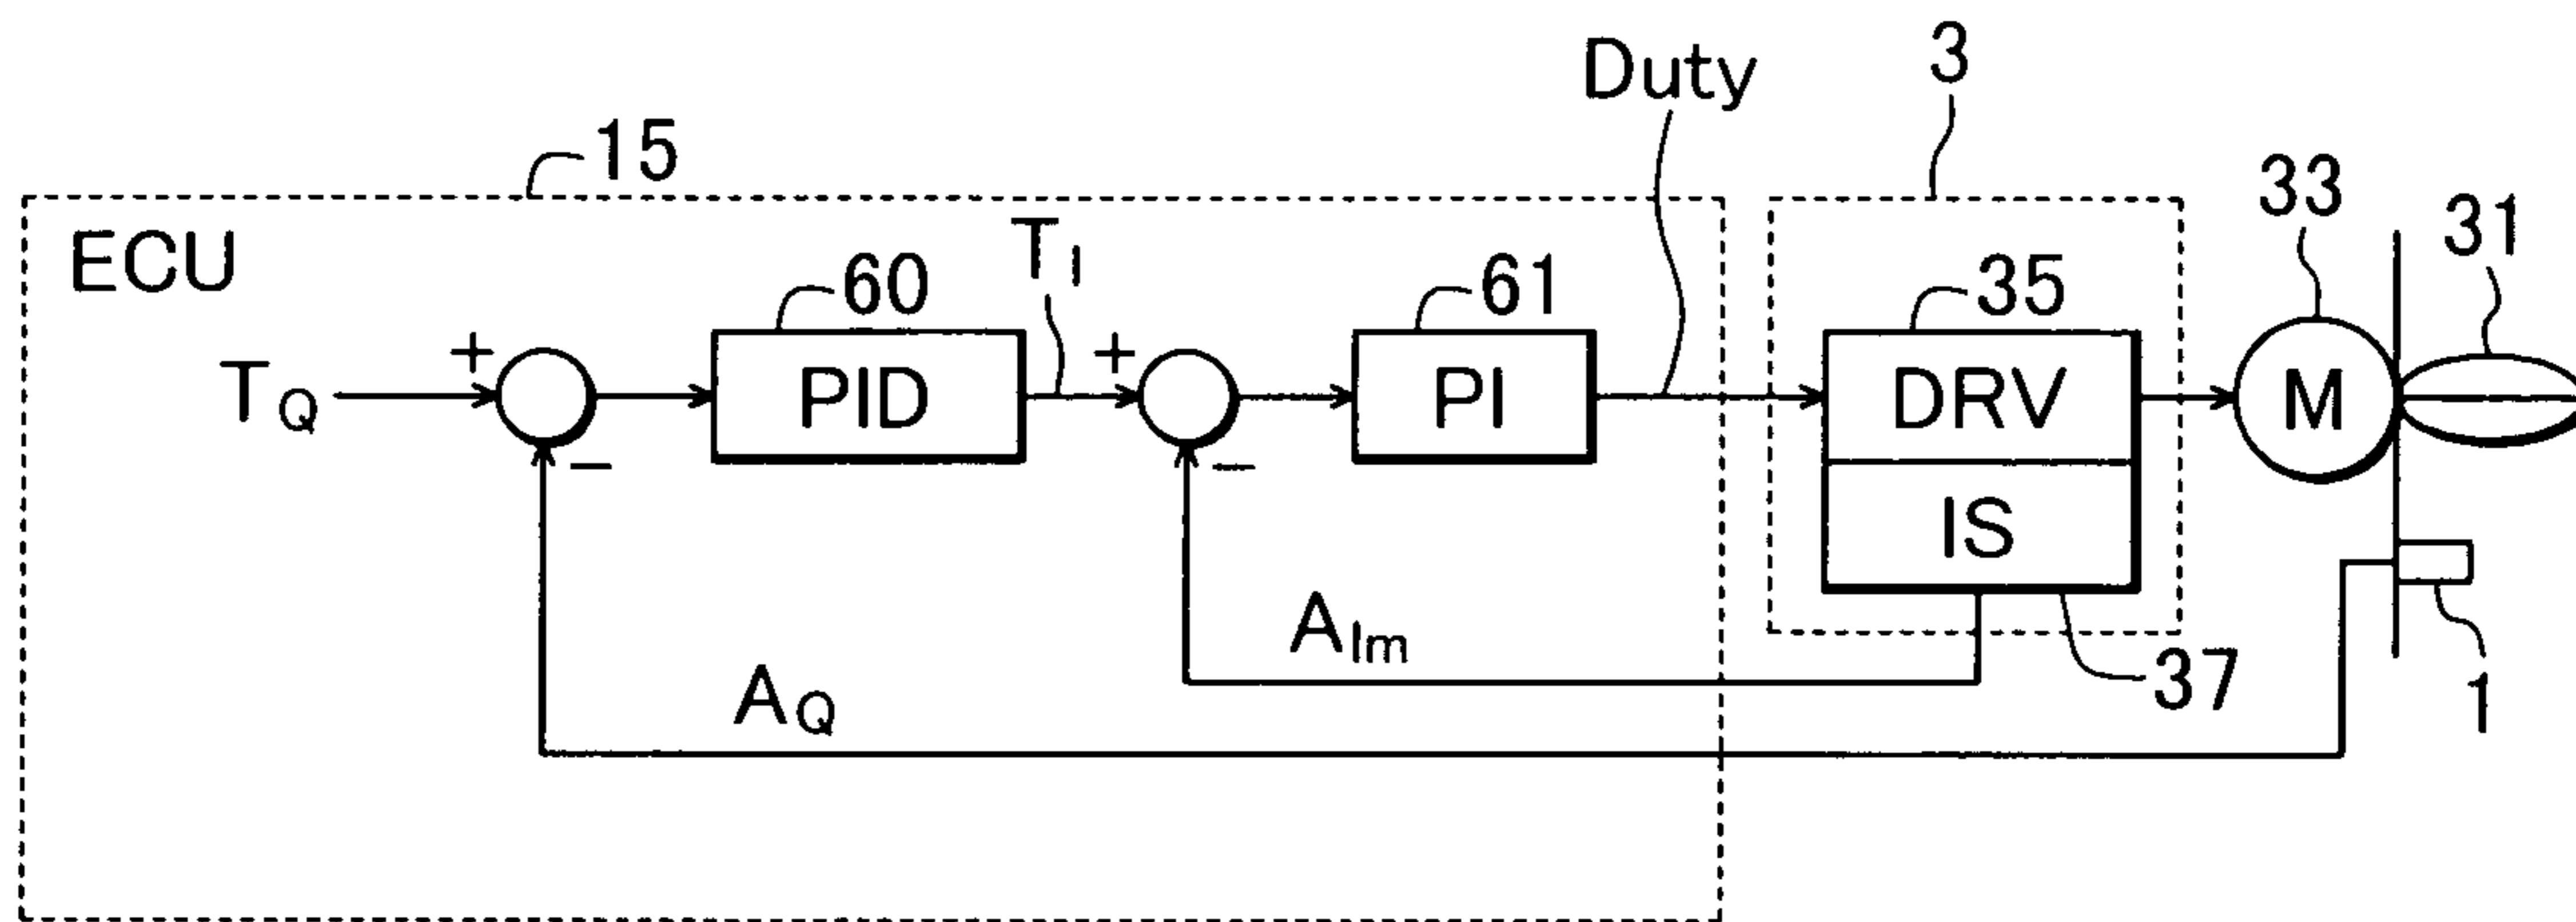 Duty
3
15
33
31
ECU
60
T_I
61
35
+
+
T_Q
PID
PI
DRV
M
−
−
IS
A_Im
37
1
A_Q